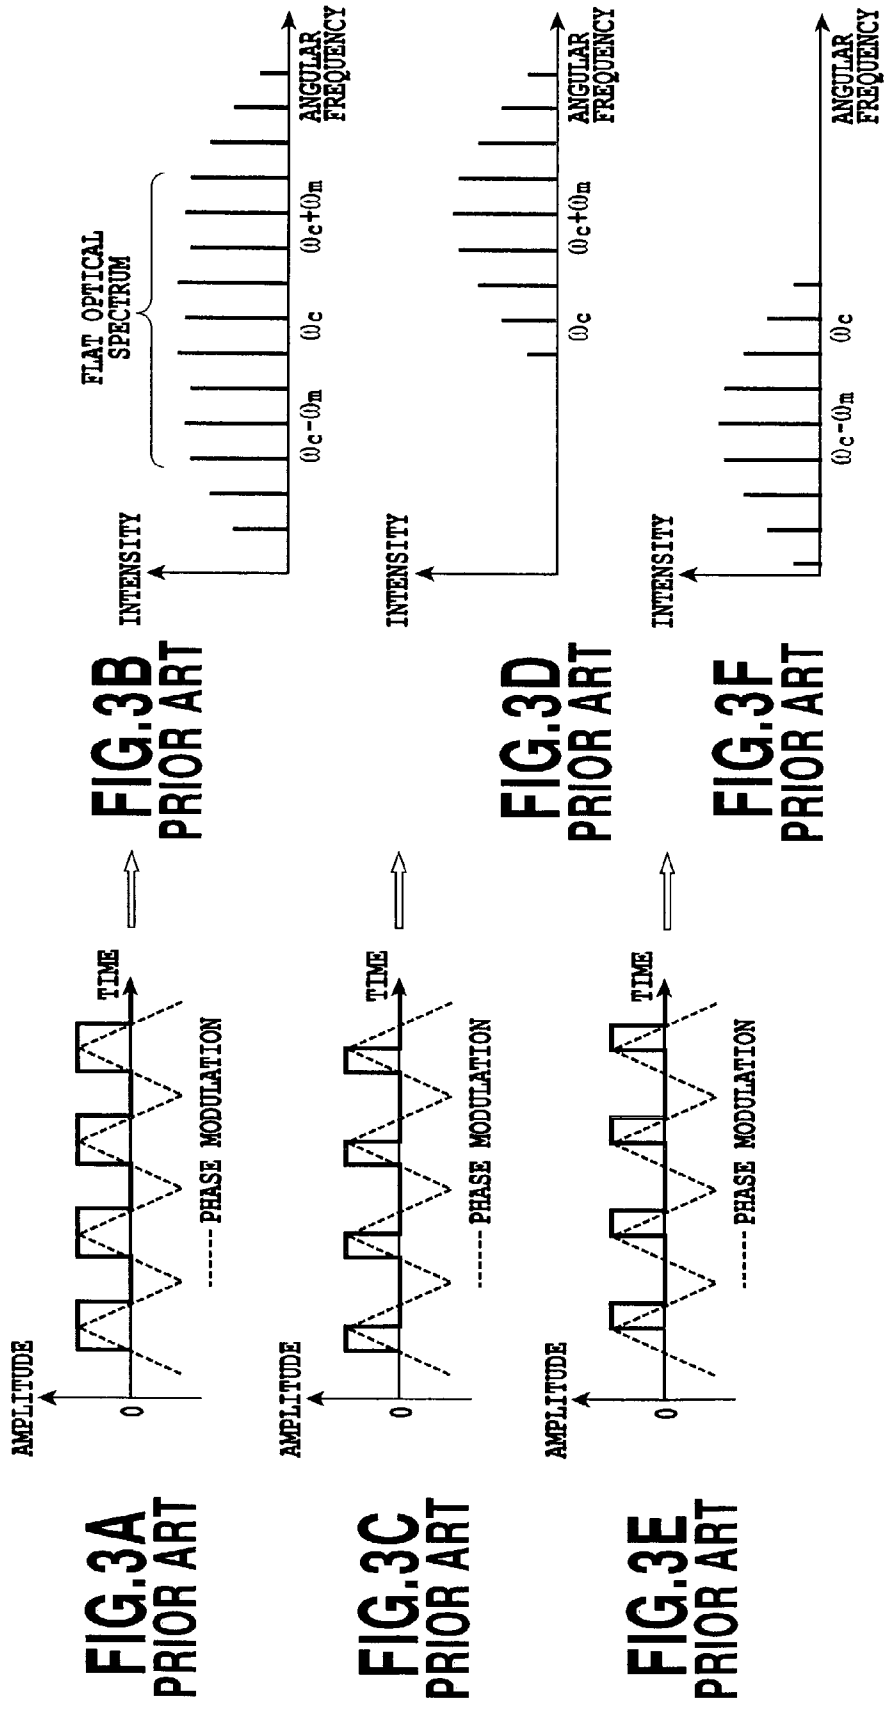 FIG.3A
PRIOR ART
AMPLITUDE
0
TIME
------ PHASE MODULATION
FIG.3B
PRIOR ART
INTENSITY
FLAT OPTICAL
SPECTRUM
ωc-ωm
ωc
ωc+ωm
ANGULAR
FREQUENCY
FIG.3C
PRIOR ART
AMPLITUDE
0
TIME
------ PHASE MODULATION
FIG.3D
PRIOR ART
INTENSITY
ωc
ωc+ωm
ANGULAR
FREQUENCY
FIG.3E
PRIOR ART
AMPLITUDE
0
TIME
------ PHASE MODULATION
FIG.3F
PRIOR ART
INTENSITY
ωc-ωm
ωc
ANGULAR
FREQUENCY